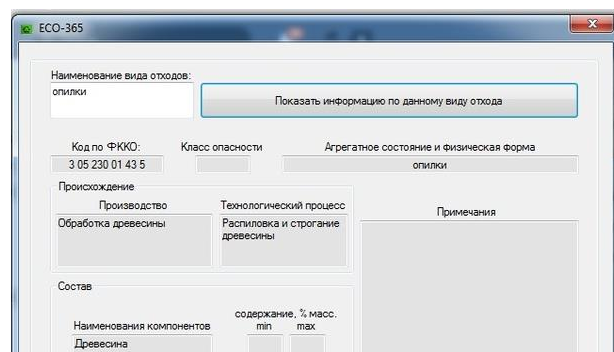 ECO-365
Наименование вида отходов:
опилки
Показать информацию по данному виду отхода
Код по ФККО:
Класс опасности
Агрегатное состояние и физическая форма
3 05 230 01 43 5
опилки
Происхождение
Производство
Технологический процесс
Обработка древесины
Распиловка и строгание
древесины
Примечания
Состав
Наименования компонентов
содержание, % масс.
min
max
Древесина